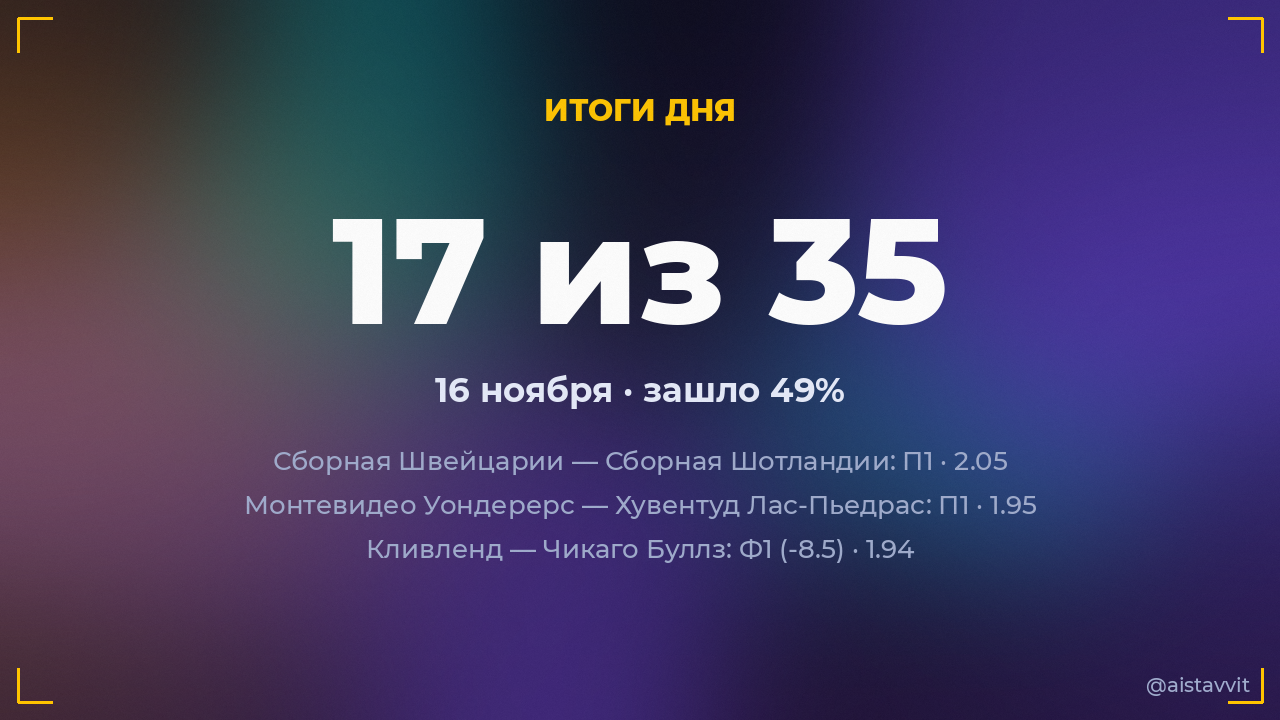 ИТОГИ ДНЯ
17 из 35
16 ноября · зашло 49%
Сборная Швейцарии — Сборная Шотландии: П1 · 2.05
Монтевидео Уондерерс — Хувентуд Лас-Пьедрас: П1 · 1.95
Кливленд — Чикаго Буллз: Ф1 (-8.5) · 1.94
@aistavvit